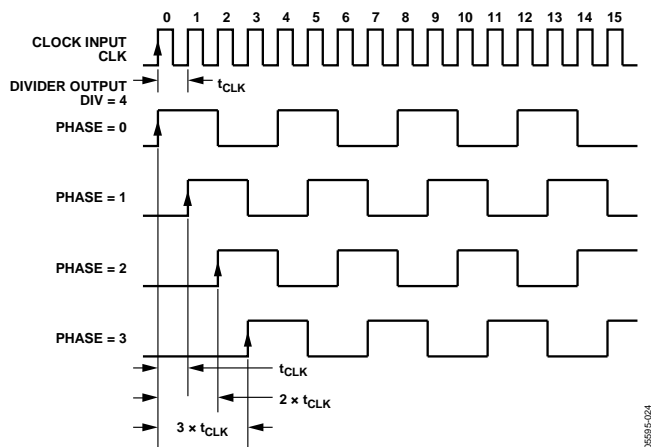 0 1 2 3 4 5 6 7 8 9 10 11 12 13 14 15
CLOCK INPUT
CLK
DIVIDER OUTPUT
DIV = 4
tCLK
PHASE = 0
PHASE = 1
PHASE = 2
PHASE = 3
tCLK
2 × tCLK
3 × tCLK
05595-024